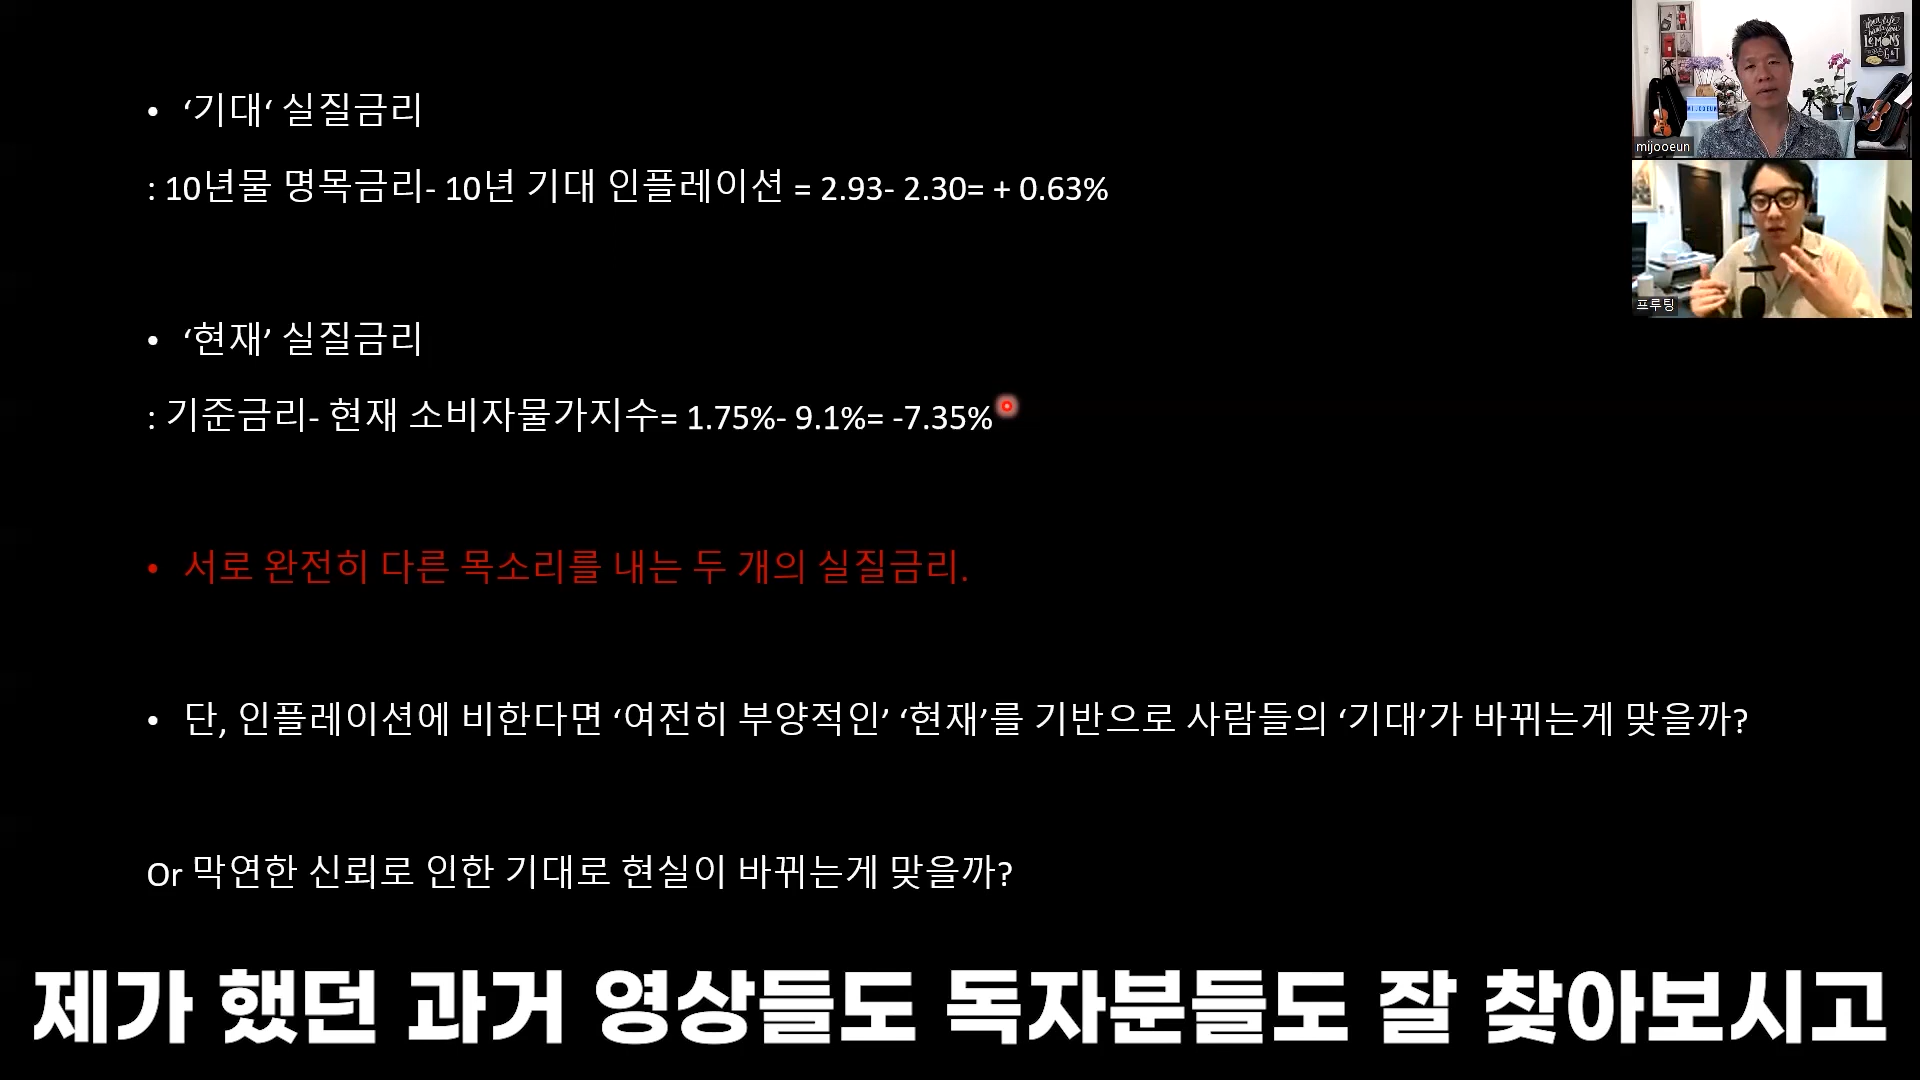 • ‘기대‘ 실질금리
: 10년물 명목금리- 10년 기대 인플레이션 = 2.93- 2.30= + 0.63%
• ‘현재’ 실질금리
: 기준금리- 현재 소비자물가지수= 1.75%- 9.1%= -7.35%
• 서로 완전히 다른 목소리를 내는 두 개의 실질금리.
• 단, 인플레이션에 비한다면 ‘여전히 부양적인’ ‘현재’를 기반으로 사람들의 ‘기대’가 바뀌는게 맞을까?
Or 막연한 신뢰로 인한 기대로 현실이 바뀌는게 맞을까?
제가 했던 과거 영상들도 독자분들도 잘 찾아보시고
LEMONS
G&T
MIJOOEUN
mijooeun
프루팅